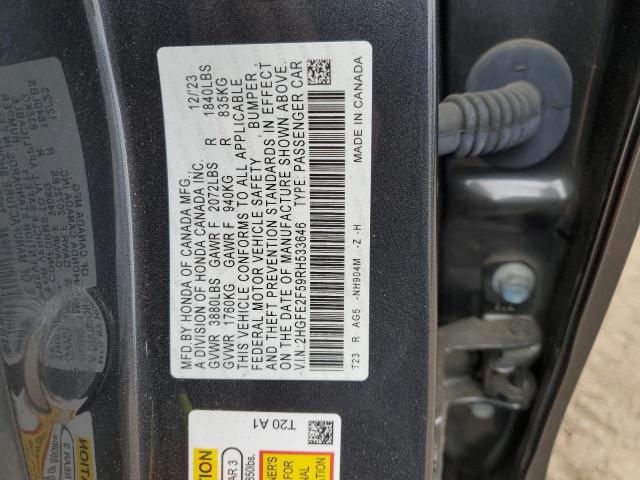 MFD.BY HONDA OF CANADA MFG. 12/'23
A DIVISION OF HONDA CANADA INC.
GVWR 3880LBS GAWR F 2072LBS R 1840LBS
GVWR 1760KG GAWR F 940KG R 835KG
THIS VEHICLE CONFORMS TO ALL APPLICABLE
FEDERAL MOTOR VEHICLE SAFETY, BUMPER,
AND THEFT PREVENTION STANDARDS IN EFFECT
ON THE DATE OF MANUFACTURE SHOWN ABOVE.
V.I.N.:2HGFE2F59RH533646 TYPE: PASSENGER CAR
T23 R AG5 -NH904M -Z -H MADE IN CANADA
T20 A1